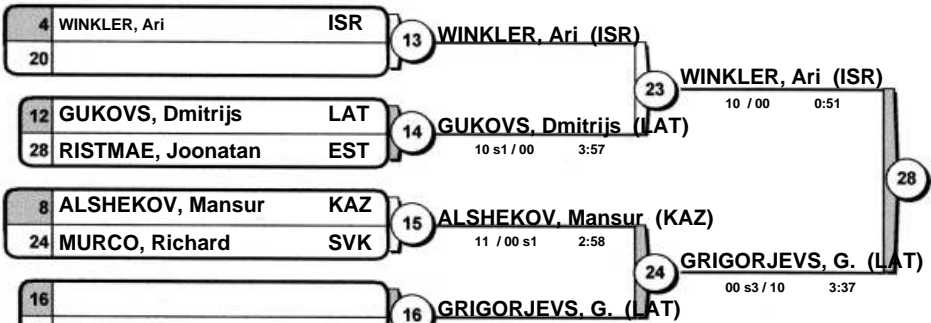 4 WINKLER, Ari ISR
20
13 WINKLER, Ari (ISR)
23 WINKLER, Ari (ISR)
10 / 00 0:51
12 GUKOVS, Dmitrijs LAT
28 RISTMAE, Joonatan EST
14 GUKOVS, Dmitrijs (LAT)
10 s1 / 00 3:57
28
8 ALSHEKOV, Mansur KAZ
24 MURCO, Richard SVK
15 ALSHEKOV, Mansur (KAZ)
11 / 00 s1 2:58
24 GRIGORJEVS, G. (LAT)
00 s3 / 10 3:37
16
16 GRIGORJEVS, G. (LAT)